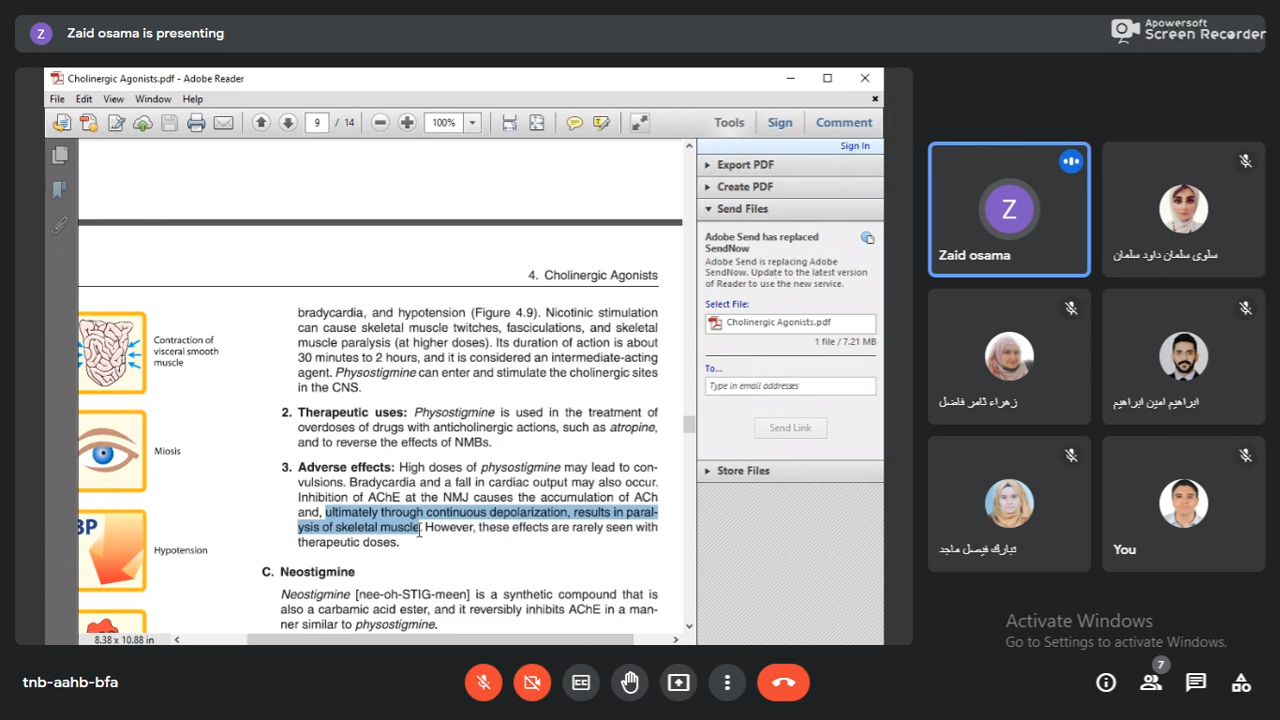 Z
Zaid osama is presenting
Apowersoft
Screen Recorder
Cholinergic Agonists.pdf - Adobe Reader
File Edit View Window Help
9 / 14
100%
Tools Sign Comment
Sign In
Export PDF
Create PDF
Send Files
Adobe Send has replaced
SendNow
Adobe Send is replacing Adobe
SendNow. Update to the latest version
of Reader to use the new service.
Select File:
Cholinergic Agonists.pdf
1 file / 7.21 MB
To...
Type in email addresses
Send Link
Store Files
4. Cholinergic Agonists
Contraction of
visceral smooth
muscle
Miosis
BP
Hypotension
bradycardia, and hypotension (Figure 4.9). Nicotinic stimulation
can cause skeletal muscle twitches, fasciculations, and skeletal
muscle paralysis (at higher doses). Its duration of action is about
30 minutes to 2 hours, and it is considered an intermediate-acting
agent. Physostigmine can enter and stimulate the cholinergic sites
in the CNS.
2. Therapeutic uses: Physostigmine is used in the treatment of
overdoses of drugs with anticholinergic actions, such as atropine,
and to reverse the effects of NMBs.
3. Adverse effects: High doses of physostigmine may lead to con-
vulsions. Bradycardia and a fall in cardiac output may also occur.
Inhibition of AChE at the NMJ causes the accumulation of ACh
and, ultimately through continuous depolarization, results in paral-
ysis of skeletal muscle. However, these effects are rarely seen with
therapeutic doses.
C. Neostigmine
Neostigmine [nee-oh-STIG-meen] is a synthetic compound that is
also a carbamic acid ester, and it reversibly inhibits AChE in a man-
ner similar to physostigmine.
8.38 x 10.88 in
Z
Zaid osama
سلوى سلمان داود سلمان
زهراء ثامر فاضل
ابراهيم امين ابراهيم
تبارك فيصل ماجد
You
Activate Windows
Go to Settings to activate Windows.
tnb-aahb-bfa
CC
7